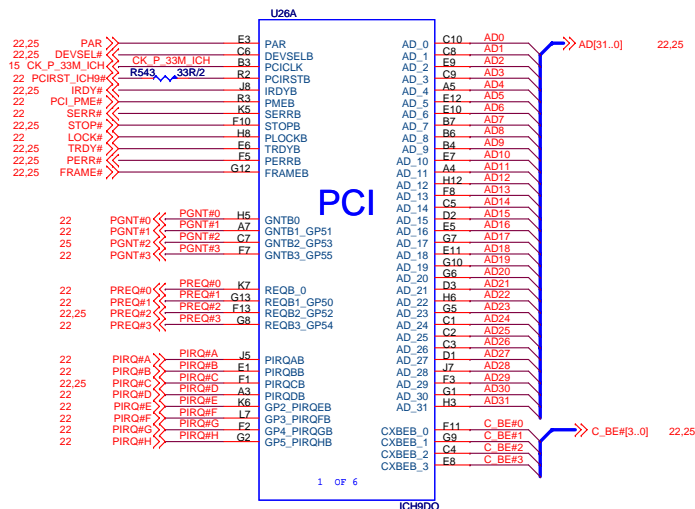 U26A
22,25 PAR E3 PAR AD_0 C10 AD0 AD[31..0] 22,25
22,25 DEVSEL# C6 DEVSELB AD_1 C8 AD1
15 CK_P_33M_ICH CK_P_33M_ICH B3 PCICLK AD_2 E9 AD2
22 PCIRST_ICH9# R543 33R/2 R2 PCIRSTB AD_3 C9 AD3
22,25 IRDY# J8 IRDYB AD_4 A5 AD4
22 PCI_PME# R3 PMEB AD_5 E12 AD5
22 SERR# K5 SERRB AD_6 E10 AD6
22,25 STOP# F10 STOPB AD_7 B7 AD7
22 LOCK# H8 PLOCKB AD_8 B6 AD8
22,25 TRDY# E6 TRDYB AD_9 B4 AD9
22,25 PERR# F5 PERRB AD_10 E7 AD10
22,25 FRAME# G12 FRAMEB AD_11 A4 AD11
AD_12 H12 AD12
AD_13 F8 AD13
PCI
AD_14 C5 AD14
22 PGNT#0 PGNT#0 H5 GNTB0 AD_15 D2 AD15
22 PGNT#1 PGNT#1 A7 GNTB1_GP51 AD_16 E5 AD16
25 PGNT#2 PGNT#2 C7 GNTB2_GP53 AD_17 G7 AD17
22 PGNT#3 PGNT#3 F7 GNTB3_GP55 AD_18 E11 AD18
AD_19 G10 AD19
AD_20 G6 AD20
22 PREQ#0 PREQ#0 K7 REQB_0 AD_21 D3 AD21
22 PREQ#1 PREQ#1 G13 REQB1_GP50 AD_22 H6 AD22
22,25 PREQ#2 PREQ#2 F13 REQB2_GP52 AD_23 G5 AD23
22 PREQ#3 PREQ#3 G8 REQB3_GP54 AD_24 C1 AD24
AD_25 C2 AD25
AD_26 C3 AD26
22 PIRQ#A PIRQ#A J5 PIRQAB AD_27 D1 AD27
22 PIRQ#B PIRQ#B E1 PIRQBB AD_28 J7 AD28
22,25 PIRQ#C PIRQ#C F1 PIRQCB AD_29 F3 AD29
22 PIRQ#D PIRQ#D A3 PIRQDB AD_30 G1 AD30
22 PIRQ#E PIRQ#E K6 GP2_PIRQEB AD_31 H3 AD31
22 PIRQ#F PIRQ#F L7 GP3_PIRQFB
22 PIRQ#G PIRQ#G F2 GP4_PIRQGB CXBEB_0 F11 C_BE#0 C_BE#[3..0] 22,25
22 PIRQ#H PIRQ#H G2 GP5_PIRQHB CXBEB_1 G9 C_BE#1
CXBEB_2 C4 C_BE#2
CXBEB_3 E8 C_BE#3
1 OF 6
ICH9DO